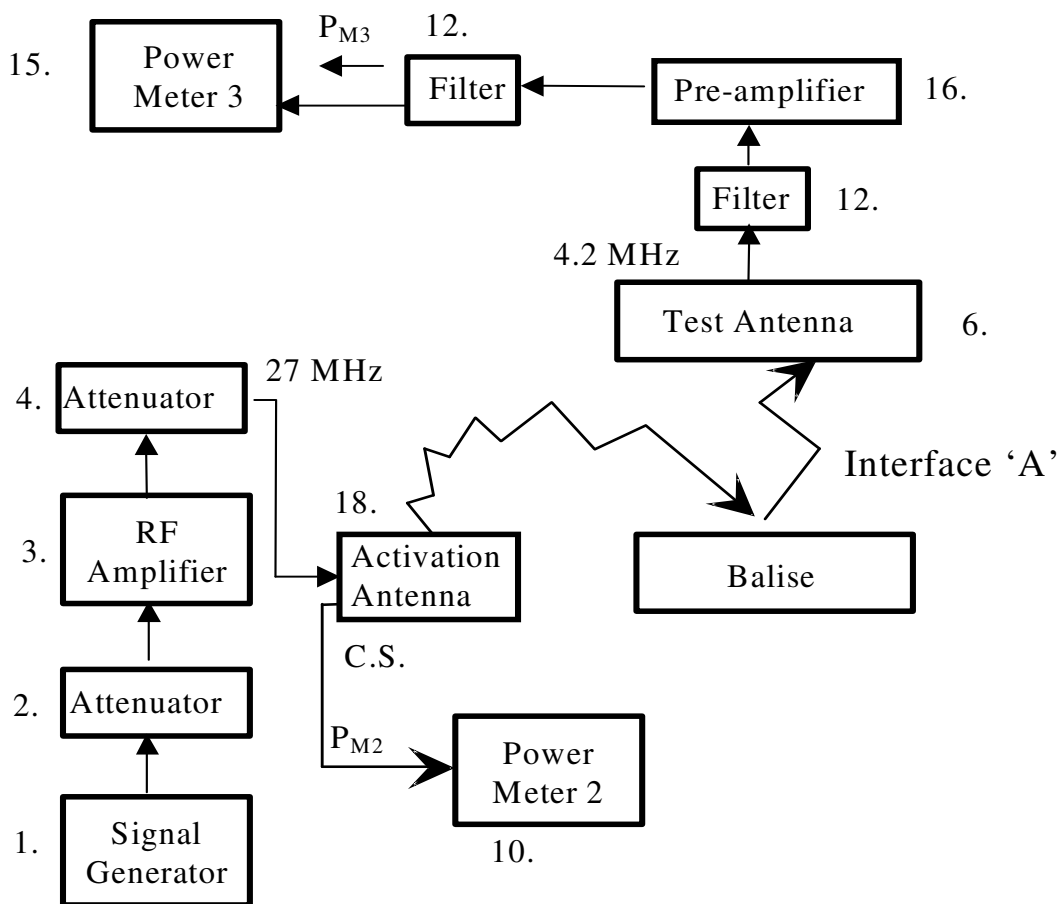 P_M3
12.
15.
Power
Meter 3
Filter
Pre-amplifier
16.
Filter
12.
4.2 MHz
Test Antenna
6.
27 MHz
4.
Attenuator
Interface ‘A’
18.
3.
RF
Amplifier
Activation
Antenna
Balise
C.S.
2.
Attenuator
P_M2
Power
Meter 2
1.
Signal
Generator
10.